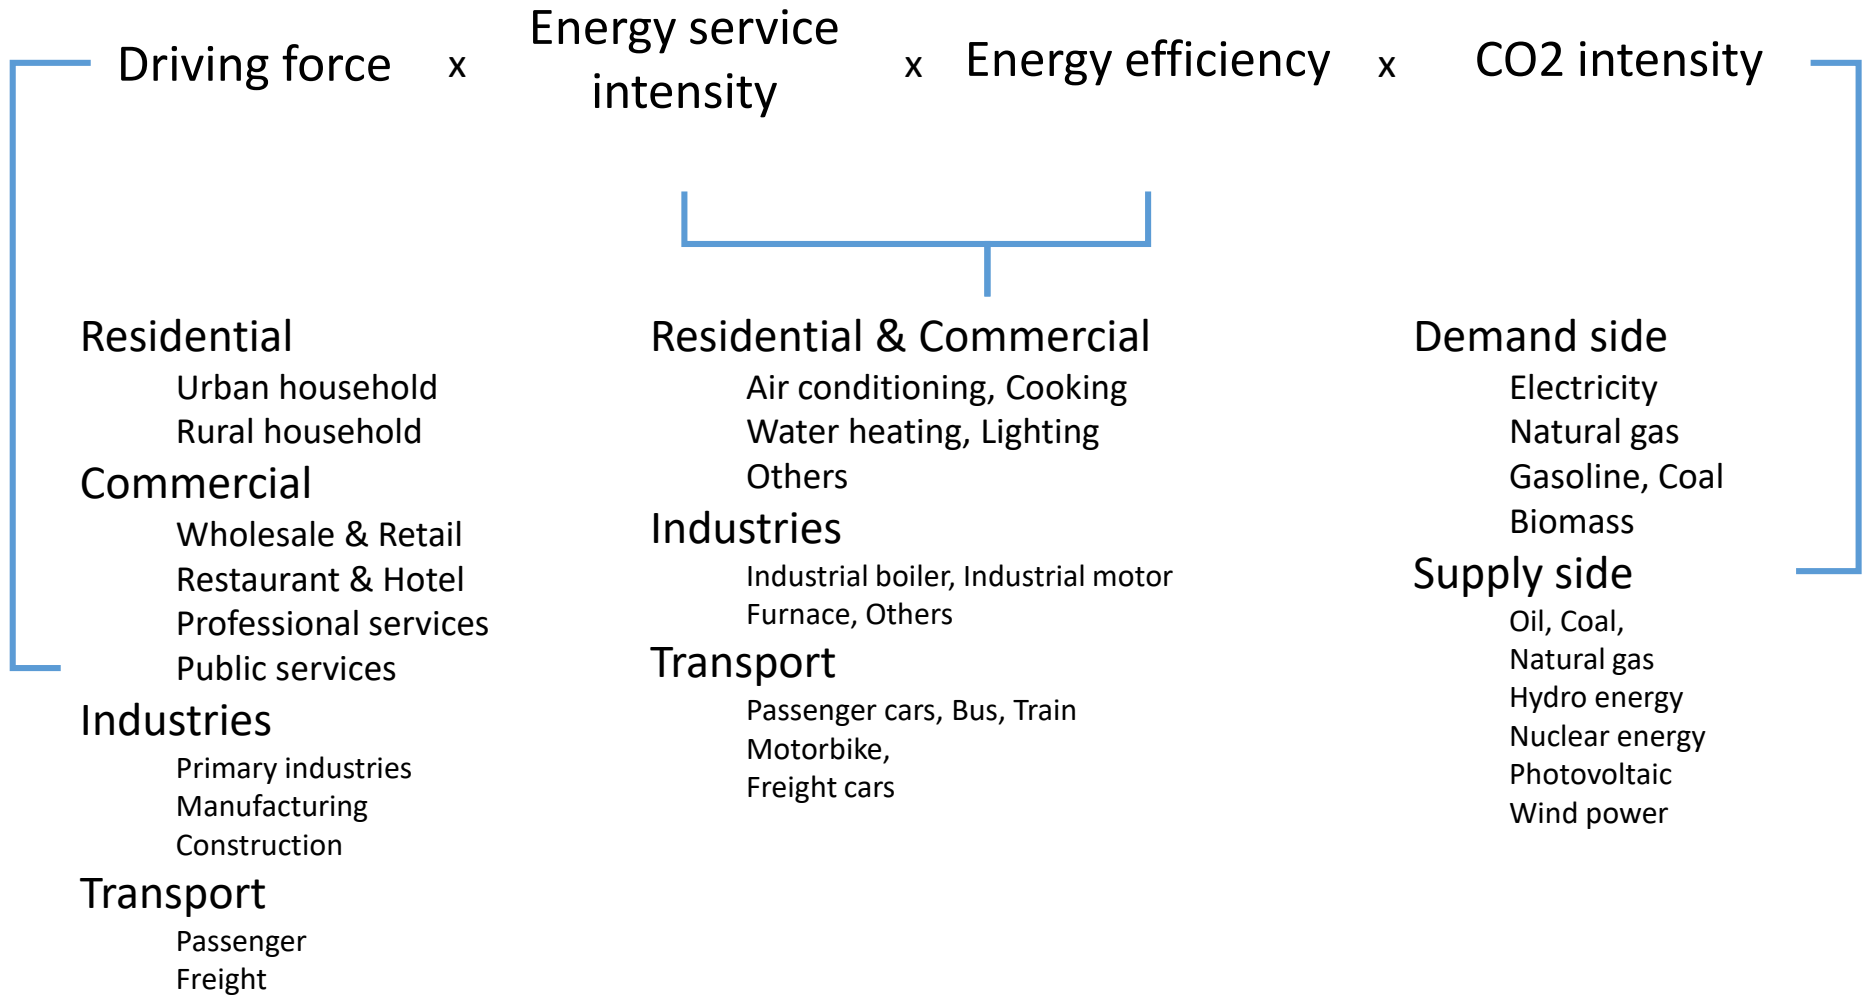 Driving force x Energy service intensity x Energy efficiency x CO2 intensity
Residential
Urban household
Rural household
Commercial
Wholesale & Retail
Restaurant & Hotel
Professional services
Public services
Industries
Primary industries
Manufacturing
Construction
Transport
Passenger
Freight
Residential & Commercial
Air conditioning, Cooking
Water heating, Lighting
Others
Industries
Industrial boiler, Industrial motor
Furnace, Others
Transport
Passenger cars, Bus, Train
Motorbike,
Freight cars
Demand side
Electricity
Natural gas
Gasoline, Coal
Biomass
Supply side
Oil, Coal,
Natural gas
Hydro energy
Nuclear energy
Photovoltaic
Wind power